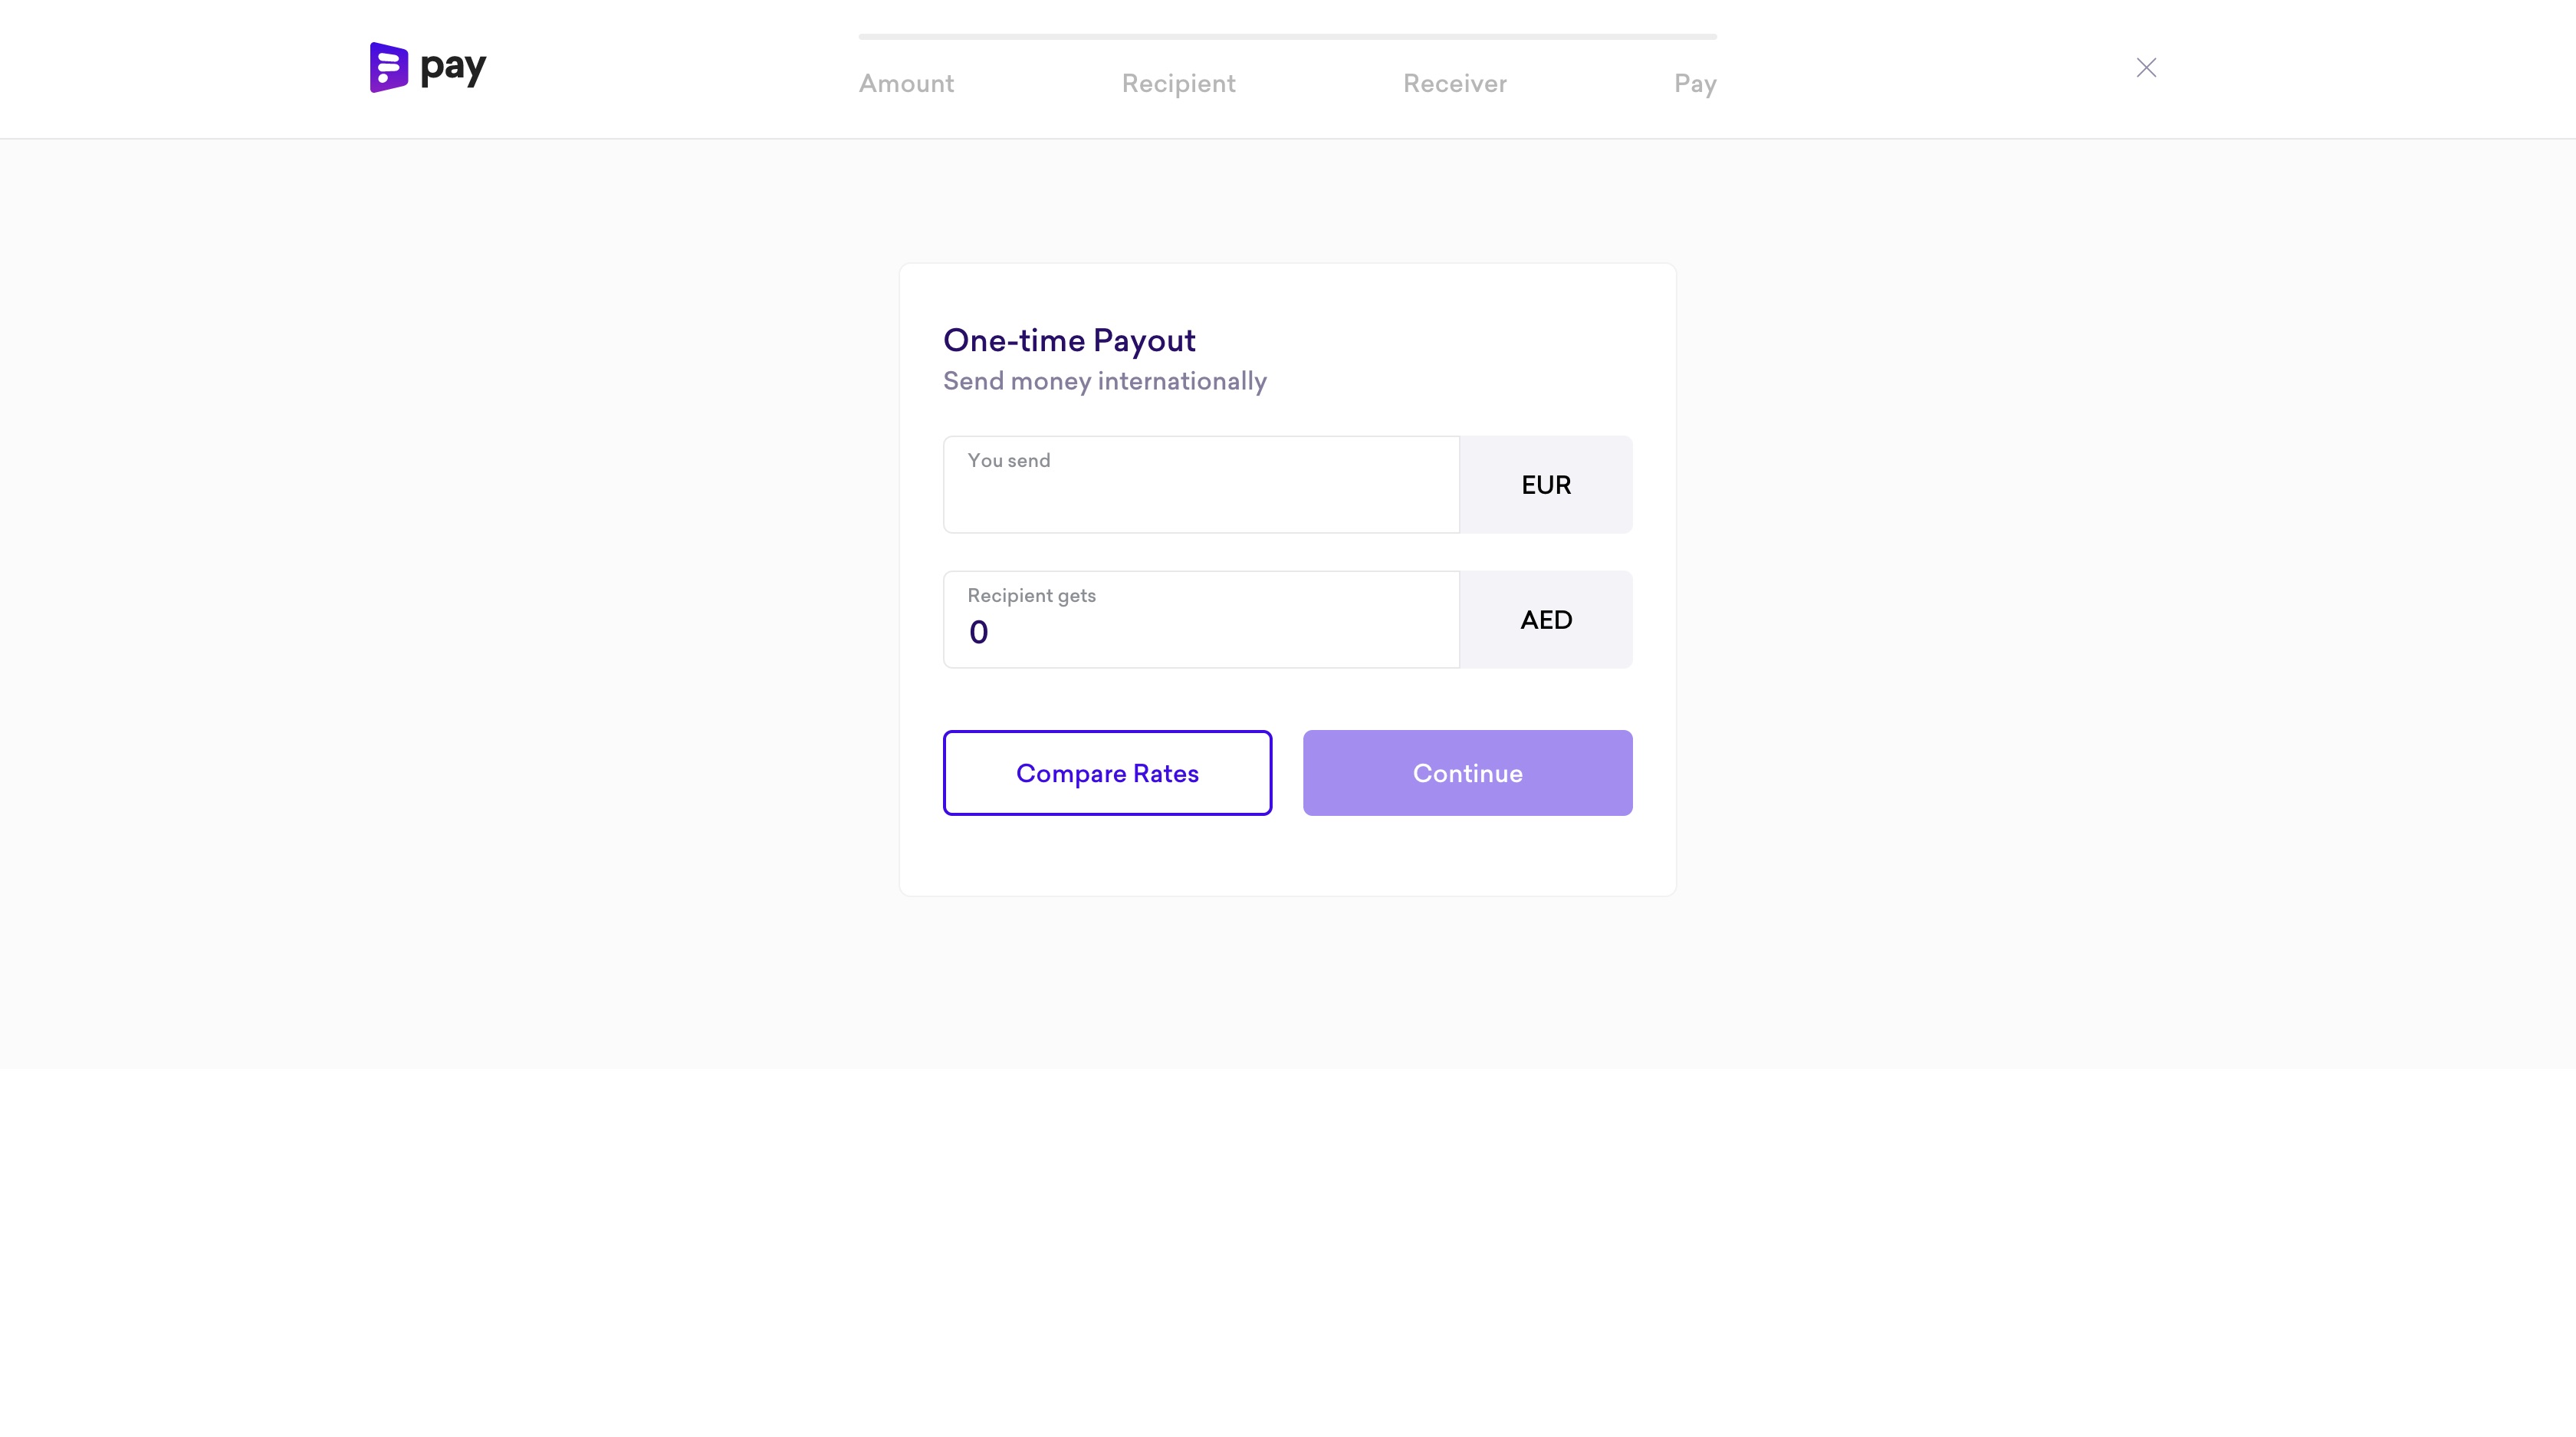 pay
Amount
Recipient
Receiver
Pay
One-time Payout
Send money internationally
You send
EUR
Recipient gets
0
AED
Compare Rates
Continue